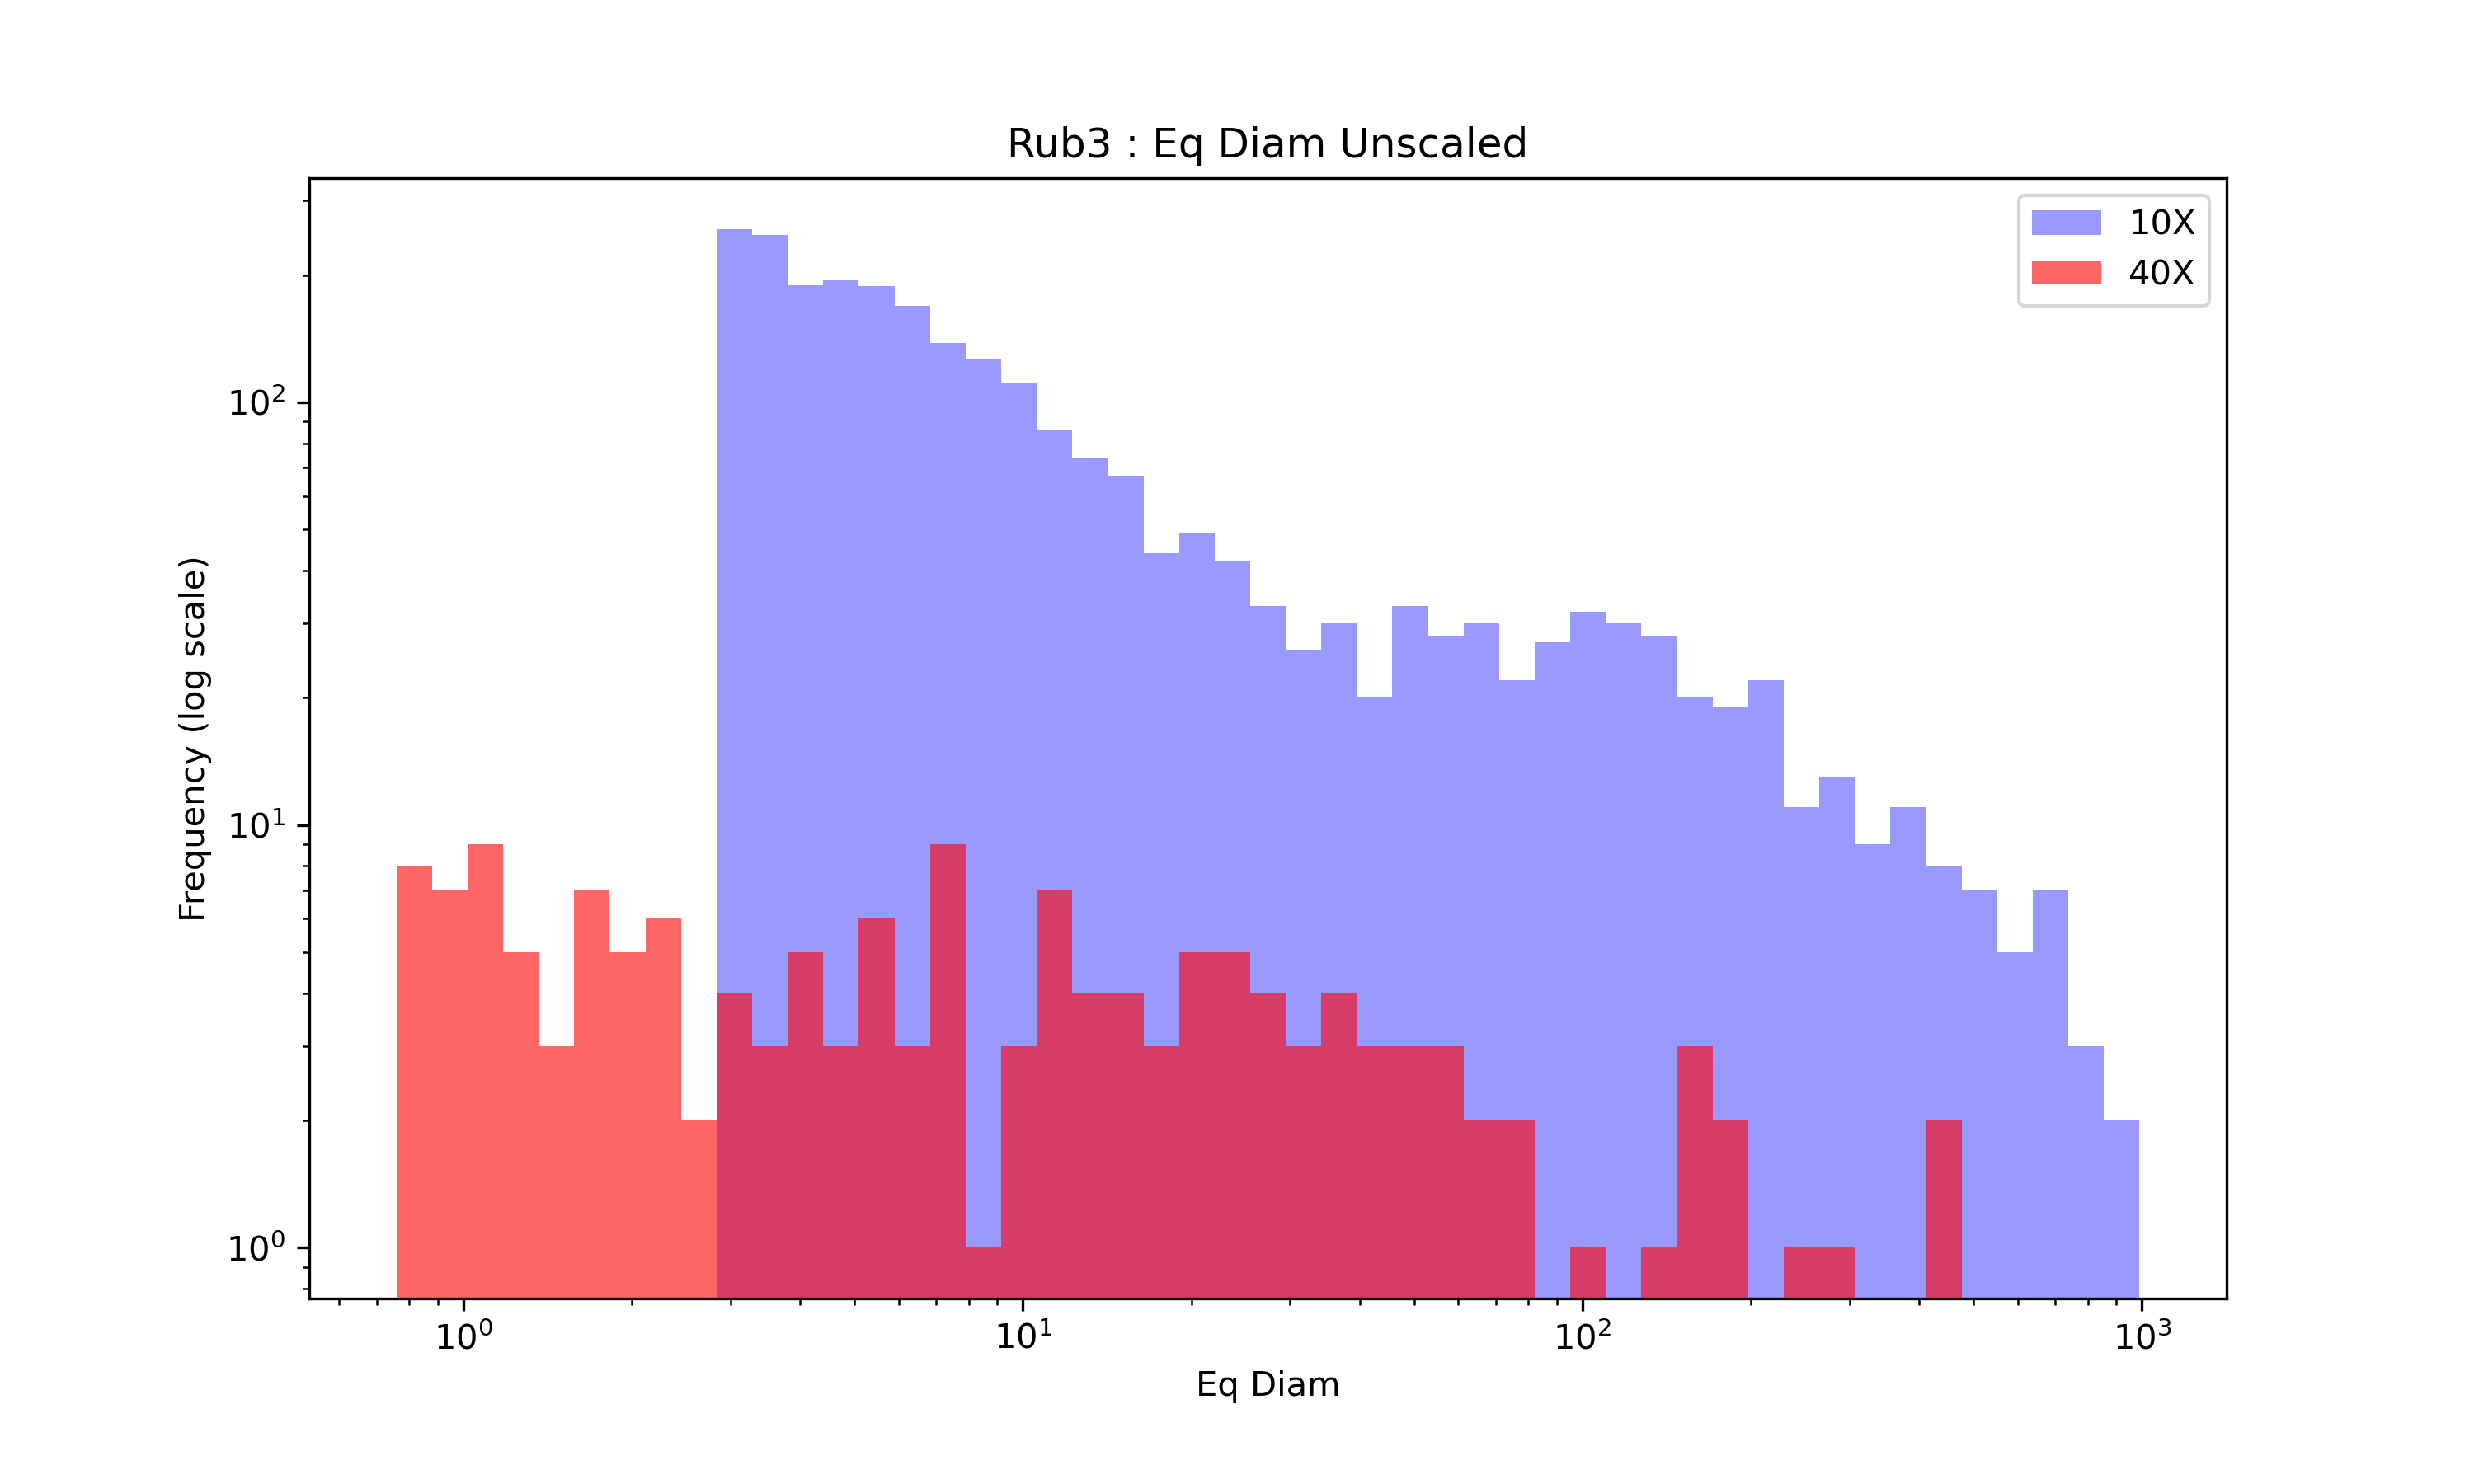 Rub3 : Eq Diam Unscaled
10X
40X
Frequency (log scale)
10²
10¹
10⁰
10⁰ 10¹ 10² 10³
Eq Diam